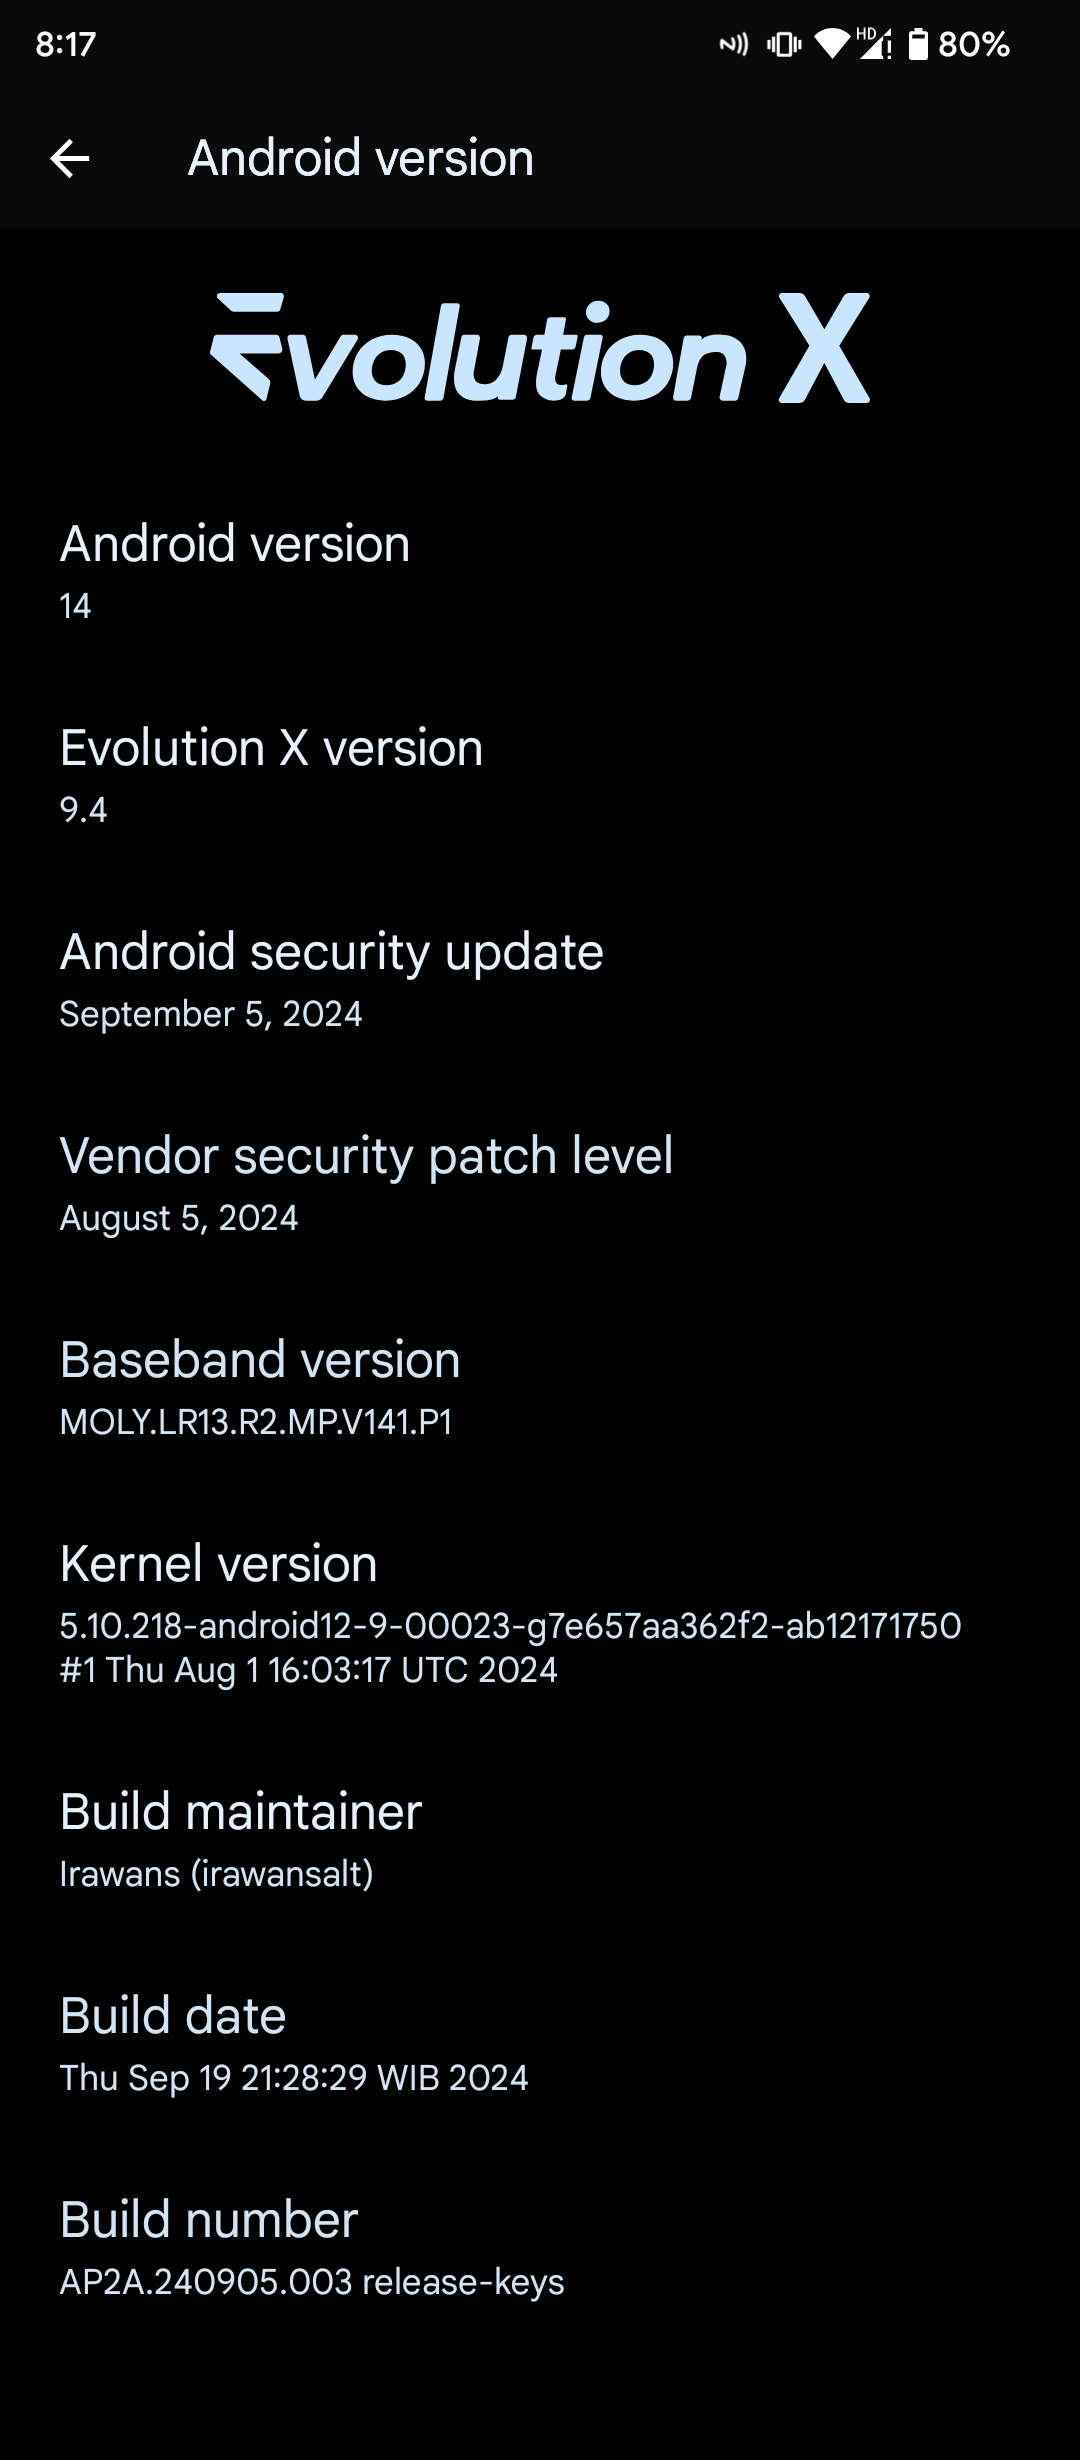 8:17
HD
80%
Android version
Evolution X
Android version
14
Evolution X version
9.4
Android security update
September 5, 2024
Vendor security patch level
August 5, 2024
Baseband version
MOLY.LR13.R2.MP.V141.P1
Kernel version
5.10.218-android12-9-00023-g7e657aa362f2-ab12171750
#1 Thu Aug 1 16:03:17 UTC 2024
Build maintainer
Irawans (irawansalt)
Build date
Thu Sep 19 21:28:29 WIB 2024
Build number
AP2A.240905.003 release-keys